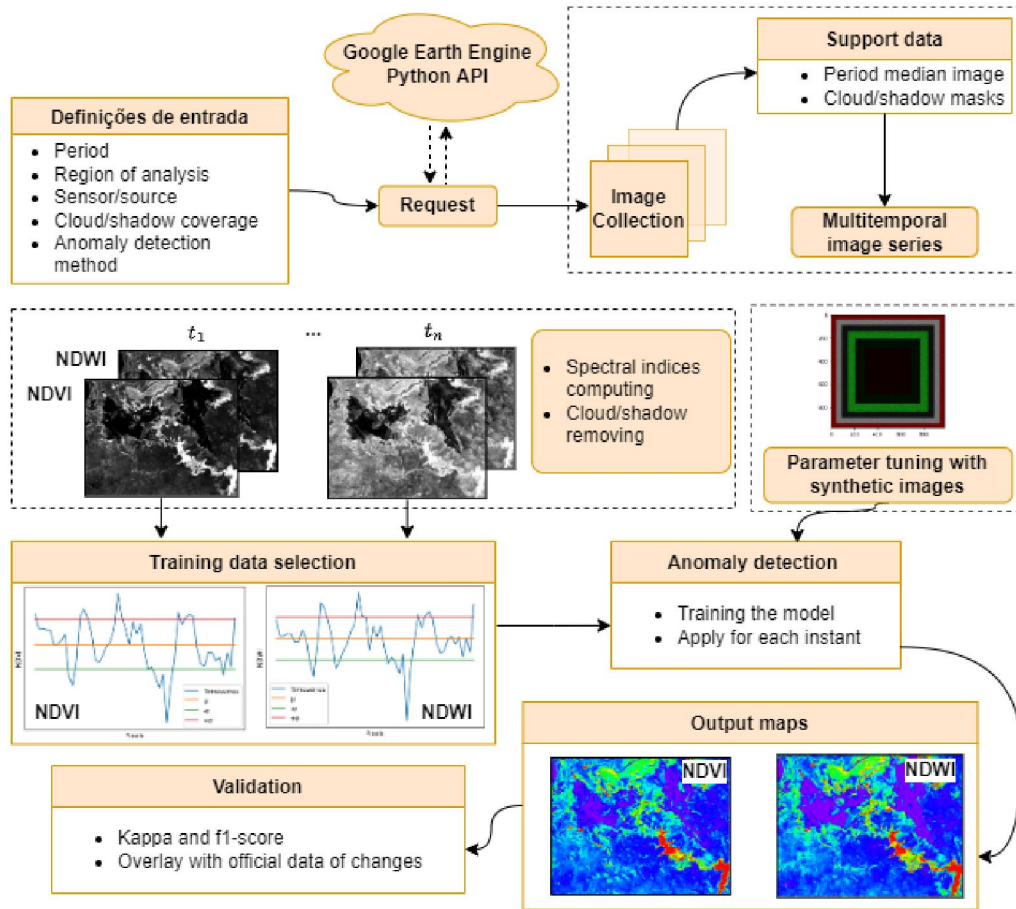 Google Earth Engine
Python API
Definições de entrada
• Period
• Region of analysis
• Sensor/source
• Cloud/shadow coverage
• Anomaly detection
method
Request
Image
Collection
Support data
• Period median image
• Cloud/shadow masks
Multitemporal
image series
t1
...
tn
NDWI
NDVI
• Spectral indices
computing
• Cloud/shadow
removing
Parameter tuning with
synthetic images
Training data selection
NDVI
NDWI
Anomaly detection
• Training the model
• Apply for each instant
Output maps
NDVI
NDWI
Validation
• Kappa and f1-score
• Overlay with official data of changes